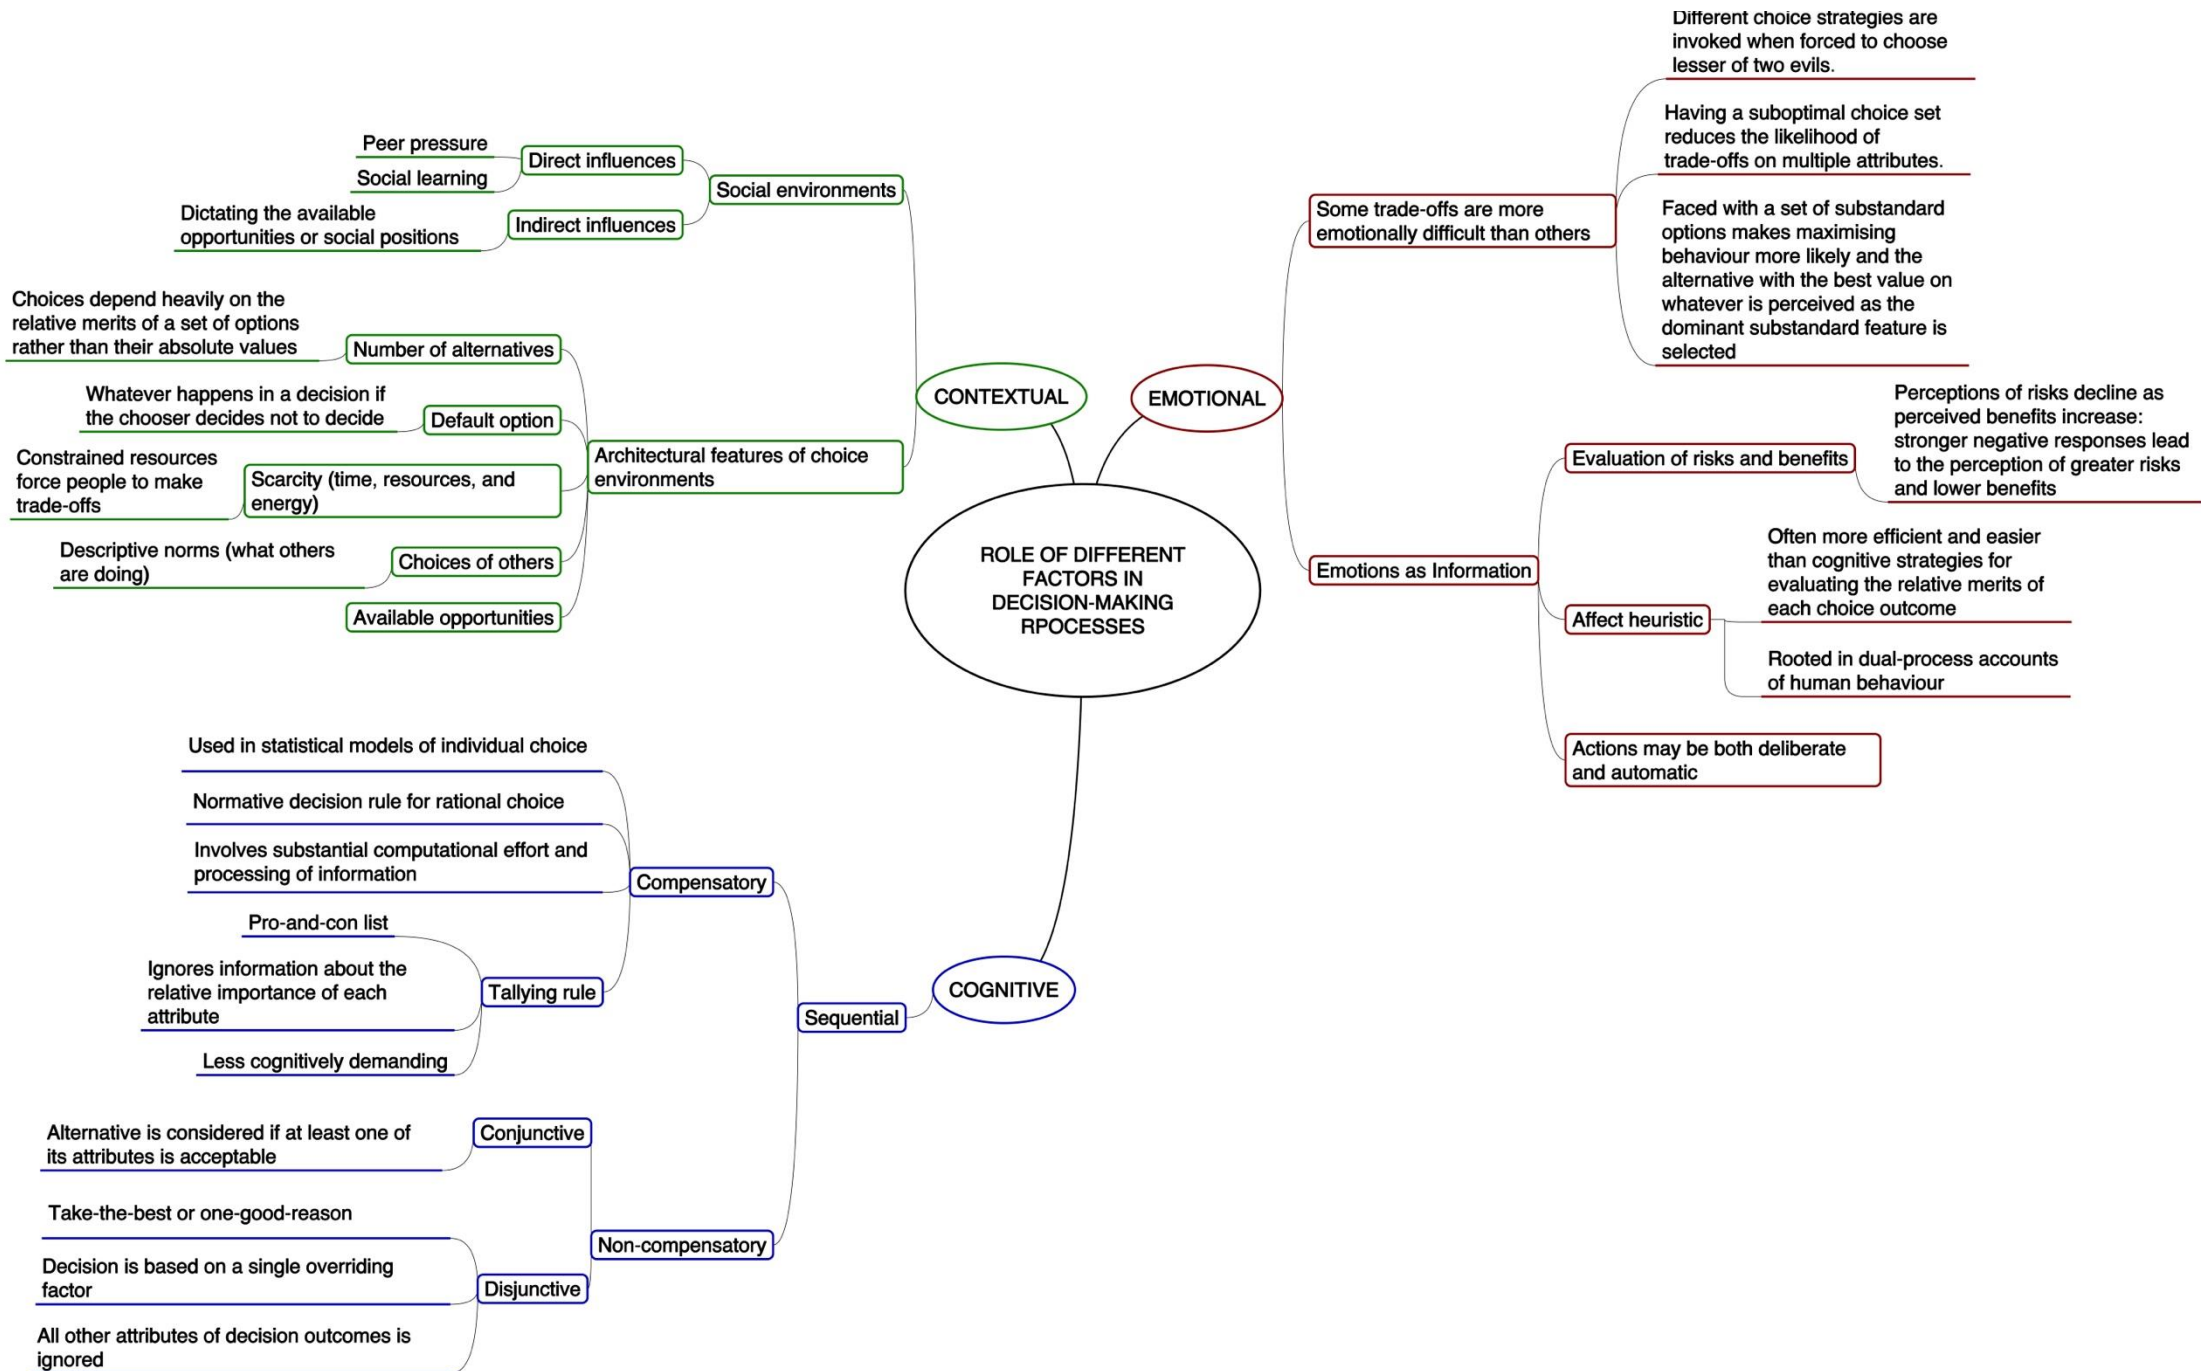 ROLE OF DIFFERENT
FACTORS IN
DECISION-MAKING
RPOCESSES
CONTEXTUAL
Social environments
Direct influences
Peer pressure
Social learning
Indirect influences
Dictating the available
opportunities or social positions
Architectural features of choice
environments
Number of alternatives
Choices depend heavily on the
relative merits of a set of options
rather than their absolute values
Default option
Whatever happens in a decision if
the chooser decides not to decide
Scarcity (time, resources, and
energy)
Constrained resources
force people to make
trade-offs
Choices of others
Descriptive norms (what others
are doing)
Available opportunities
EMOTIONAL
Some trade-offs are more
emotionally difficult than others
Different choice strategies are
invoked when forced to choose
lesser of two evils.
Having a suboptimal choice set
reduces the likelihood of
trade-offs on multiple attributes.
Faced with a set of substandard
options makes maximising
behaviour more likely and the
alternative with the best value on
whatever is perceived as the
dominant substandard feature is
selected
Emotions as Information
Evaluation of risks and benefits
Perceptions of risks decline as
perceived benefits increase:
stronger negative responses lead
to the perception of greater risks
and lower benefits
Affect heuristic
Often more efficient and easier
than cognitive strategies for
evaluating the relative merits of
each choice outcome
Rooted in dual-process accounts
of human behaviour
Actions may be both deliberate
and automatic
COGNITIVE
Sequential
Compensatory
Used in statistical models of individual choice
Normative decision rule for rational choice
Involves substantial computational effort and
processing of information
Tallying rule
Pro-and-con list
Ignores information about the
relative importance of each
attribute
Less cognitively demanding
Non-compensatory
Conjunctive
Alternative is considered if at least one of
its attributes is acceptable
Disjunctive
Take-the-best or one-good-reason
Decision is based on a single overriding
factor
All other attributes of decision outcomes is
ignored